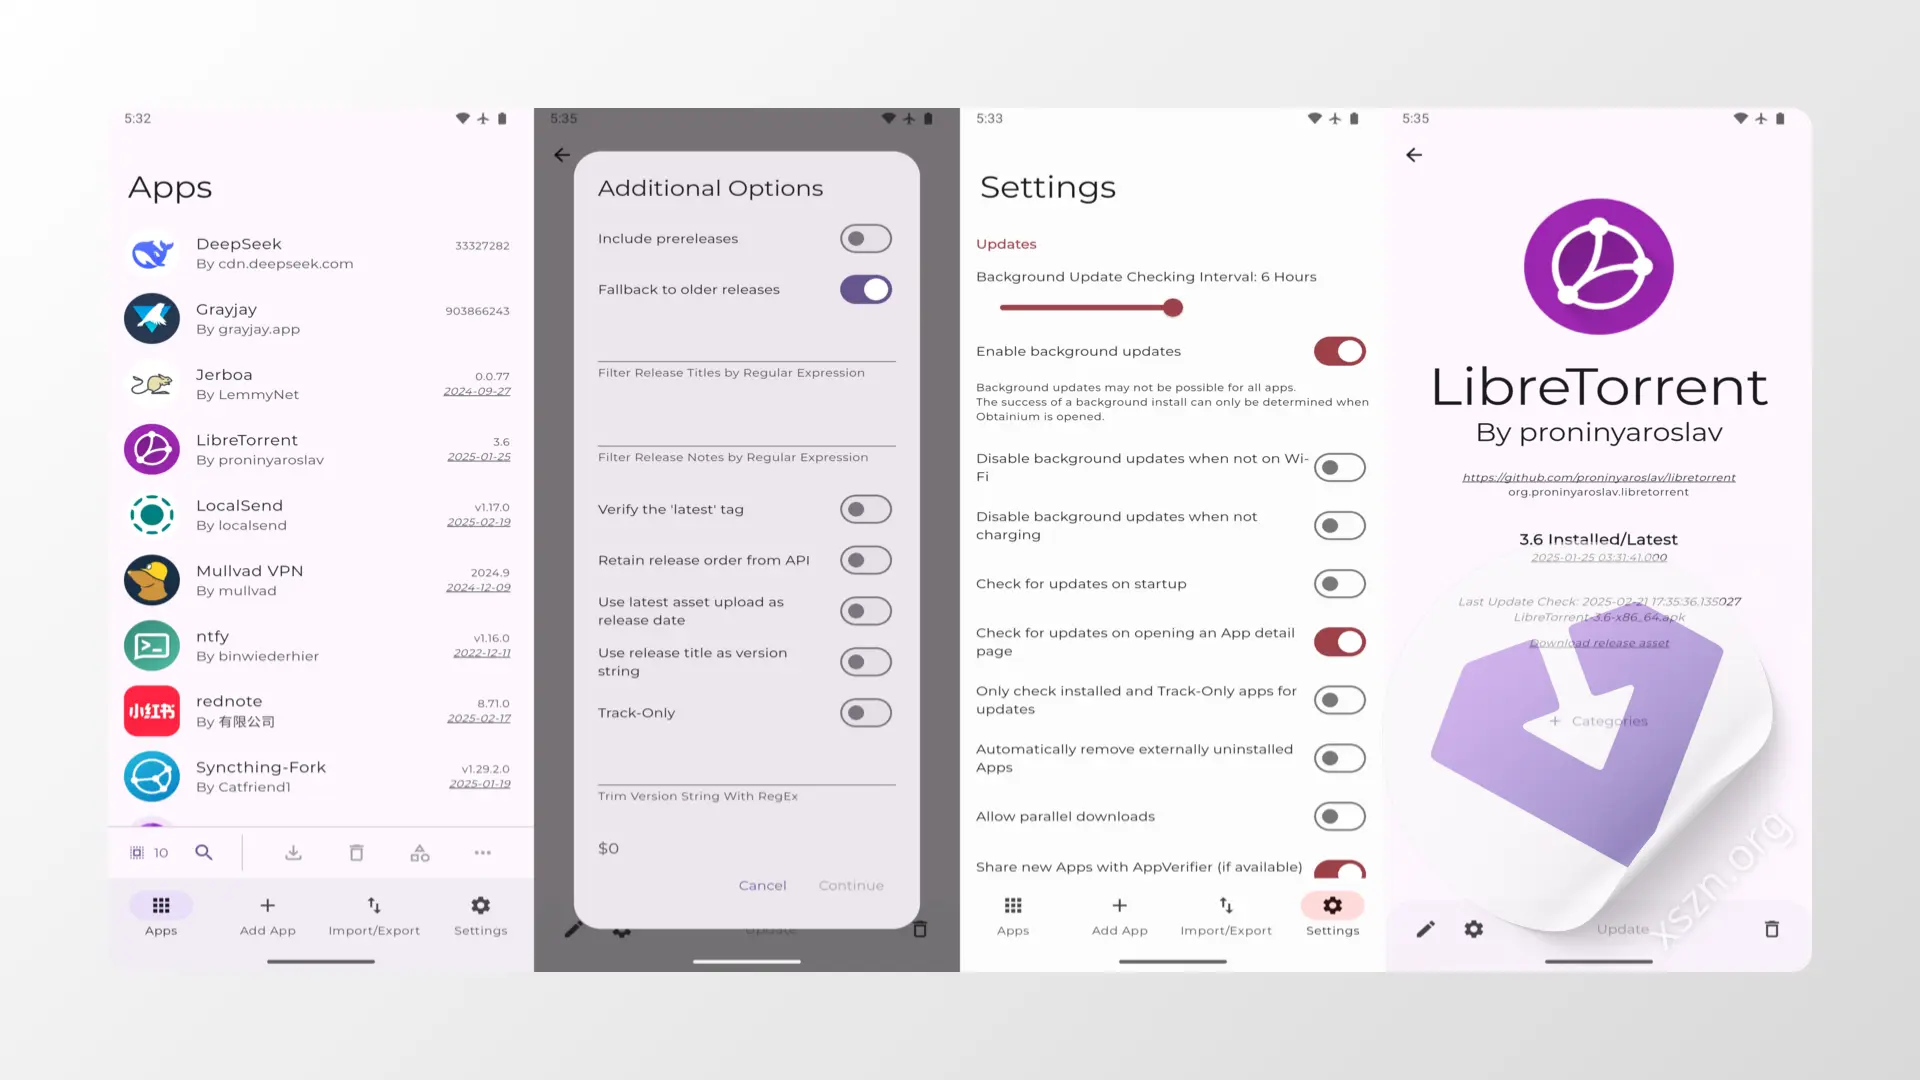 5:32
Apps
DeepSeek
33327282
By cdn.deepseek.com
Grayjay
903866243
By grayjay.app
Jerboa
0.0.77
By LemmyNet
2024-09-27
LibreTorrent
3.6
By proninyaroslav
2025-01-25
LocalSend
v1.17.0
By localsend
2025-02-19
Mullvad VPN
2024.9
By mullvad
2024-12-09
ntfy
v1.16.0
By binwiederhier
2022-12-11
小红书
rednote
8.71.0
By 有限公司
2025-02-17
Syncthing-Fork
v1.29.2.0
By Catfriend1
2025-01-19
10
Apps
Add App
Import/Export
Settings
5:35
Additional Options
Include prereleases
Fallback to older releases
Filter Release Titles by Regular Expression
Filter Release Notes by Regular Expression
Verify the 'latest' tag
Retain release order from API
Use latest asset upload as
release date
Use release title as version
string
Track-Only
Trim Version String With RegEx
$0
Cancel
Continue
Update
5:33
Settings
Updates
Background Update Checking Interval: 6 Hours
Enable background updates
Background updates may not be possible for all apps.
The success of a background install can only be determined when
Obtainium is opened.
Disable background updates when not on Wi-
Fi
Disable background updates when not
charging
Check for updates on startup
Check for updates on opening an App detail
page
Only check installed and Track-Only apps for
updates
Automatically remove externally uninstalled
Apps
Allow parallel downloads
Share new Apps with AppVerifier (if available)
Apps
Add App
Import/Export
Settings
5:35
LibreTorrent
By proninyaroslav
https://github.com/proninyaroslav/libretorrent
org.proninyaroslav.libretorrent
3.6 Installed/Latest
2025-01-25 03:31:41.000
Last Update Check: 2025-02-21 17:35:36.135027
LibreTorrent-3.6-x86_64.apk
Download release asset
+ Categories
Update
xszn.org